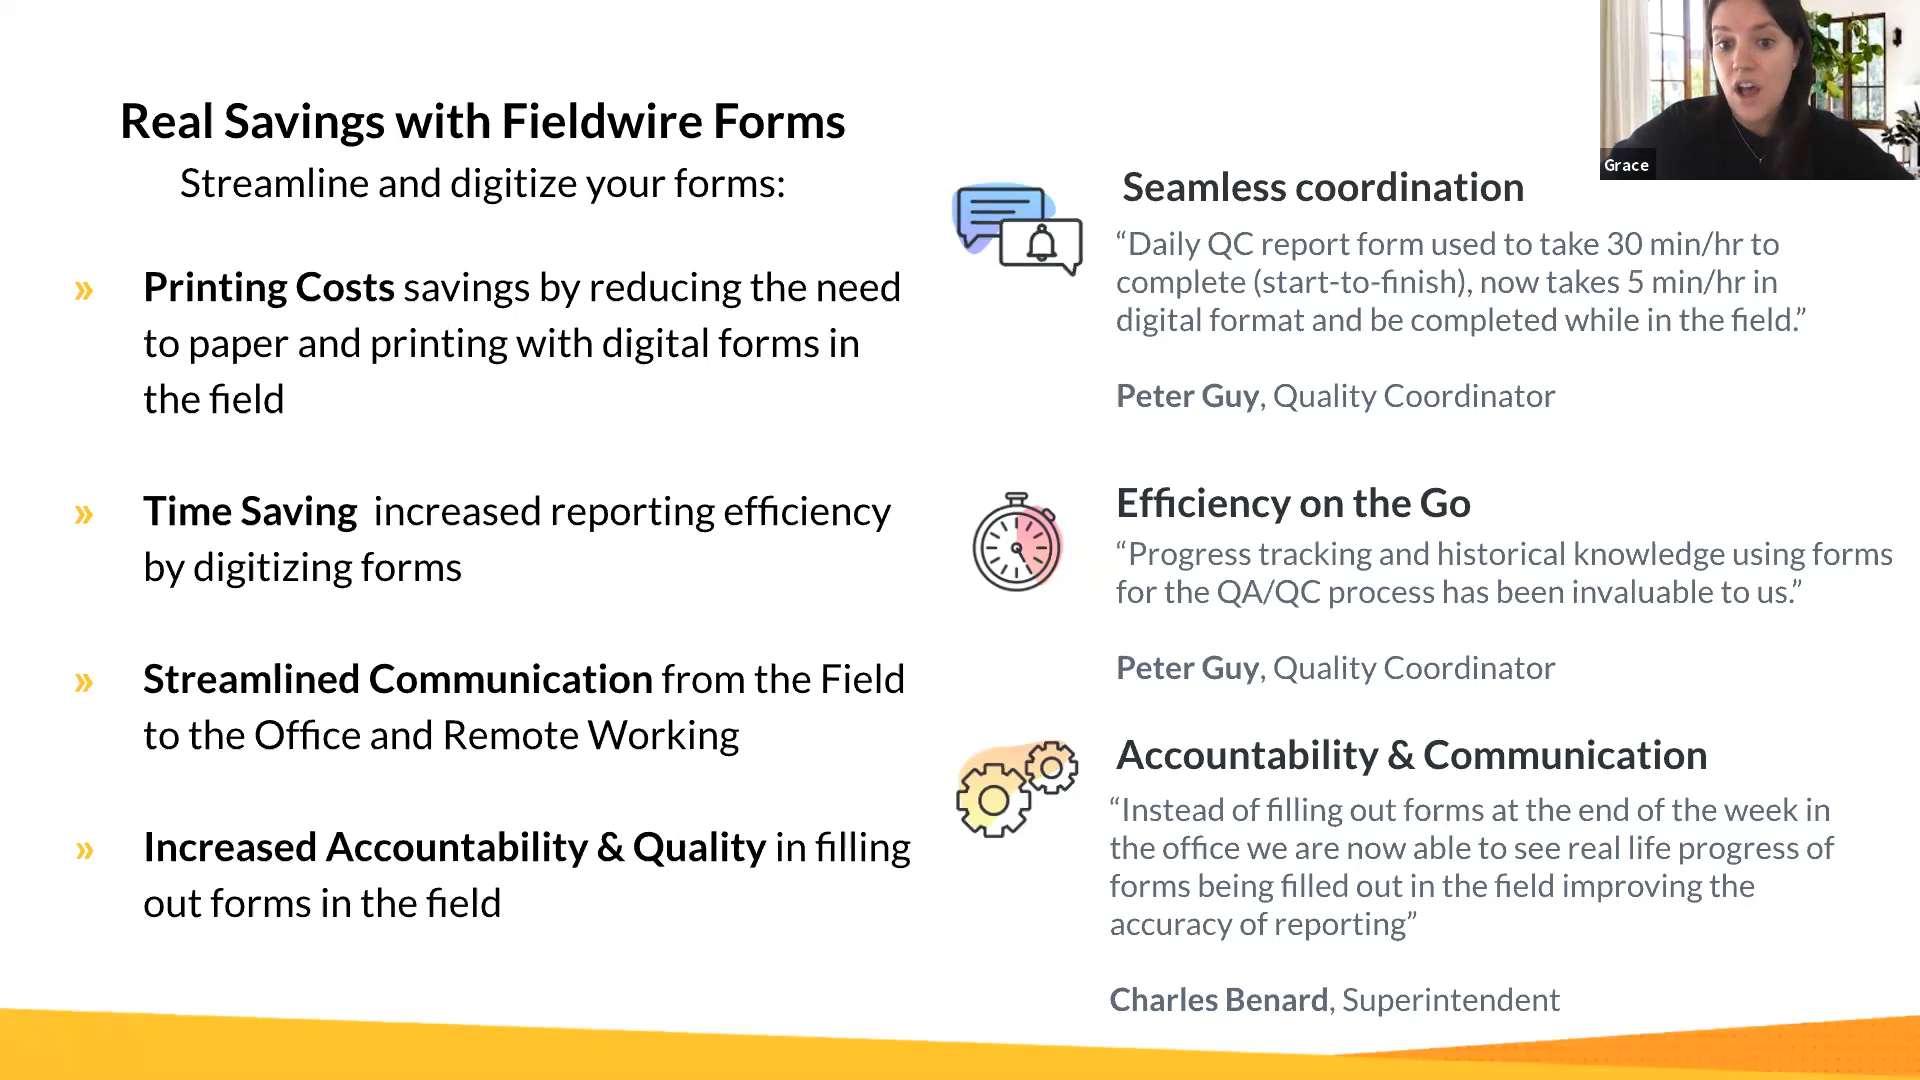 Real Savings with Fieldwire Forms
Streamline and digitize your forms:
» Printing Costs savings by reducing the need
to paper and printing with digital forms in
the field
» Time Saving increased reporting efficiency
by digitizing forms
» Streamlined Communication from the Field
to the Office and Remote Working
» Increased Accountability & Quality in filling
out forms in the field
Grace
Seamless coordination
“Daily QC report form used to take 30 min/hr to
complete (start-to-finish), now takes 5 min/hr in
digital format and be completed while in the field.”
Peter Guy, Quality Coordinator
Efficiency on the Go
“Progress tracking and historical knowledge using forms
for the QA/QC process has been invaluable to us.”
Peter Guy, Quality Coordinator
Accountability & Communication
“Instead of filling out forms at the end of the week in
the office we are now able to see real life progress of
forms being filled out in the field improving the
accuracy of reporting”
Charles Benard, Superintendent